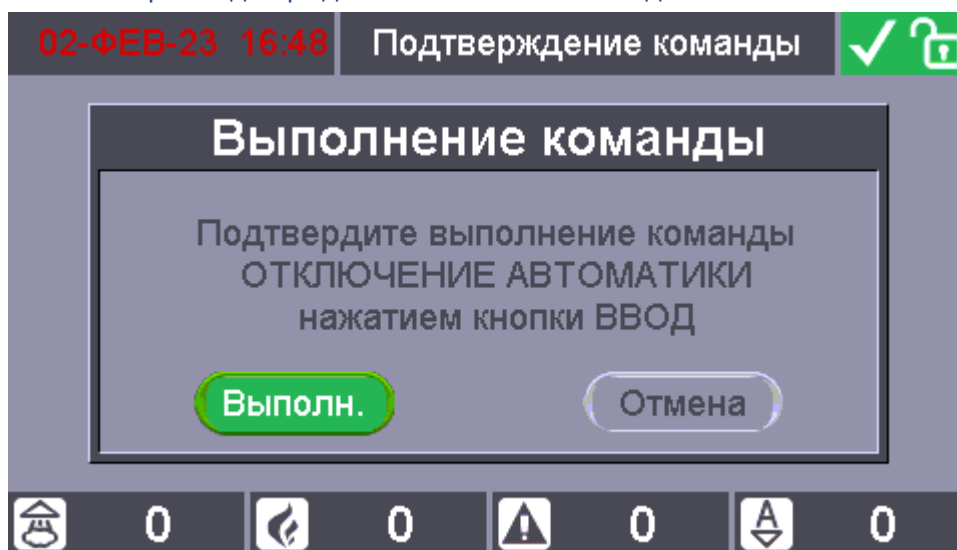 02-ФЕВ-23 16:48 Подтверждение команды
Выполнение команды
Подтвердите выполнение команды
ОТКЛЮЧЕНИЕ АВТОМАТИКИ
нажатием кнопки ВВОД
Выполн. Отмена
0 0 0 A 0